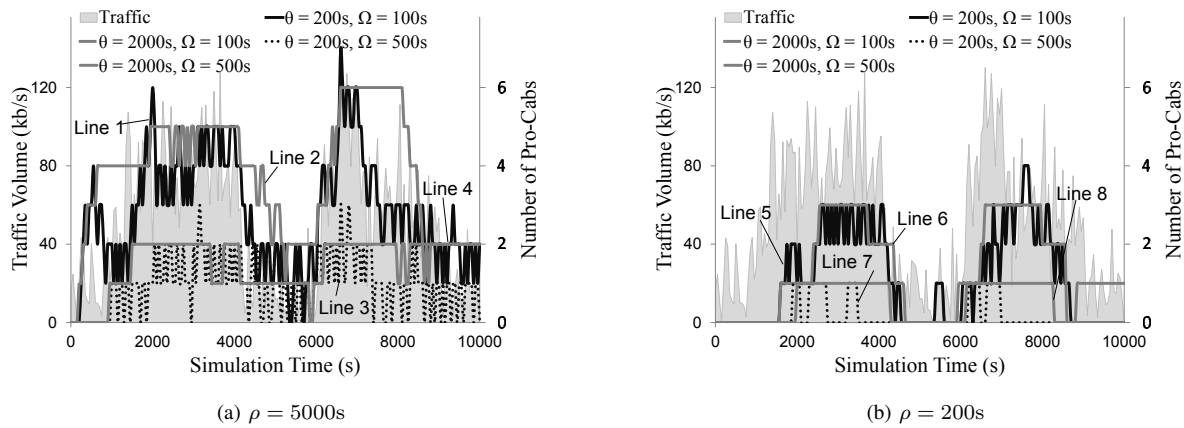 Traffic
θ = 200s, Ω = 100s
θ = 2000s, Ω = 100s
θ = 200s, Ω = 500s
θ = 2000s, Ω = 500s
Traffic Volume (kb/s)
120
80
40
0
Line 1
Line 2
Line 3
Line 4
6
4
2
0
Number of Pro-Cabs
0
2000
4000
6000
8000
10000
Simulation Time (s)
(a) ρ = 5000s
Traffic
θ = 200s, Ω = 100s
θ = 2000s, Ω = 100s
θ = 200s, Ω = 500s
θ = 2000s, Ω = 500s
Traffic Volume (kb/s)
120
80
40
0
Line 5
Line 6
Line 7
Line 8
6
4
2
0
Number of Pro-Cabs
0
2000
4000
6000
8000
10000
Simulation Time (s)
(b) ρ = 200s